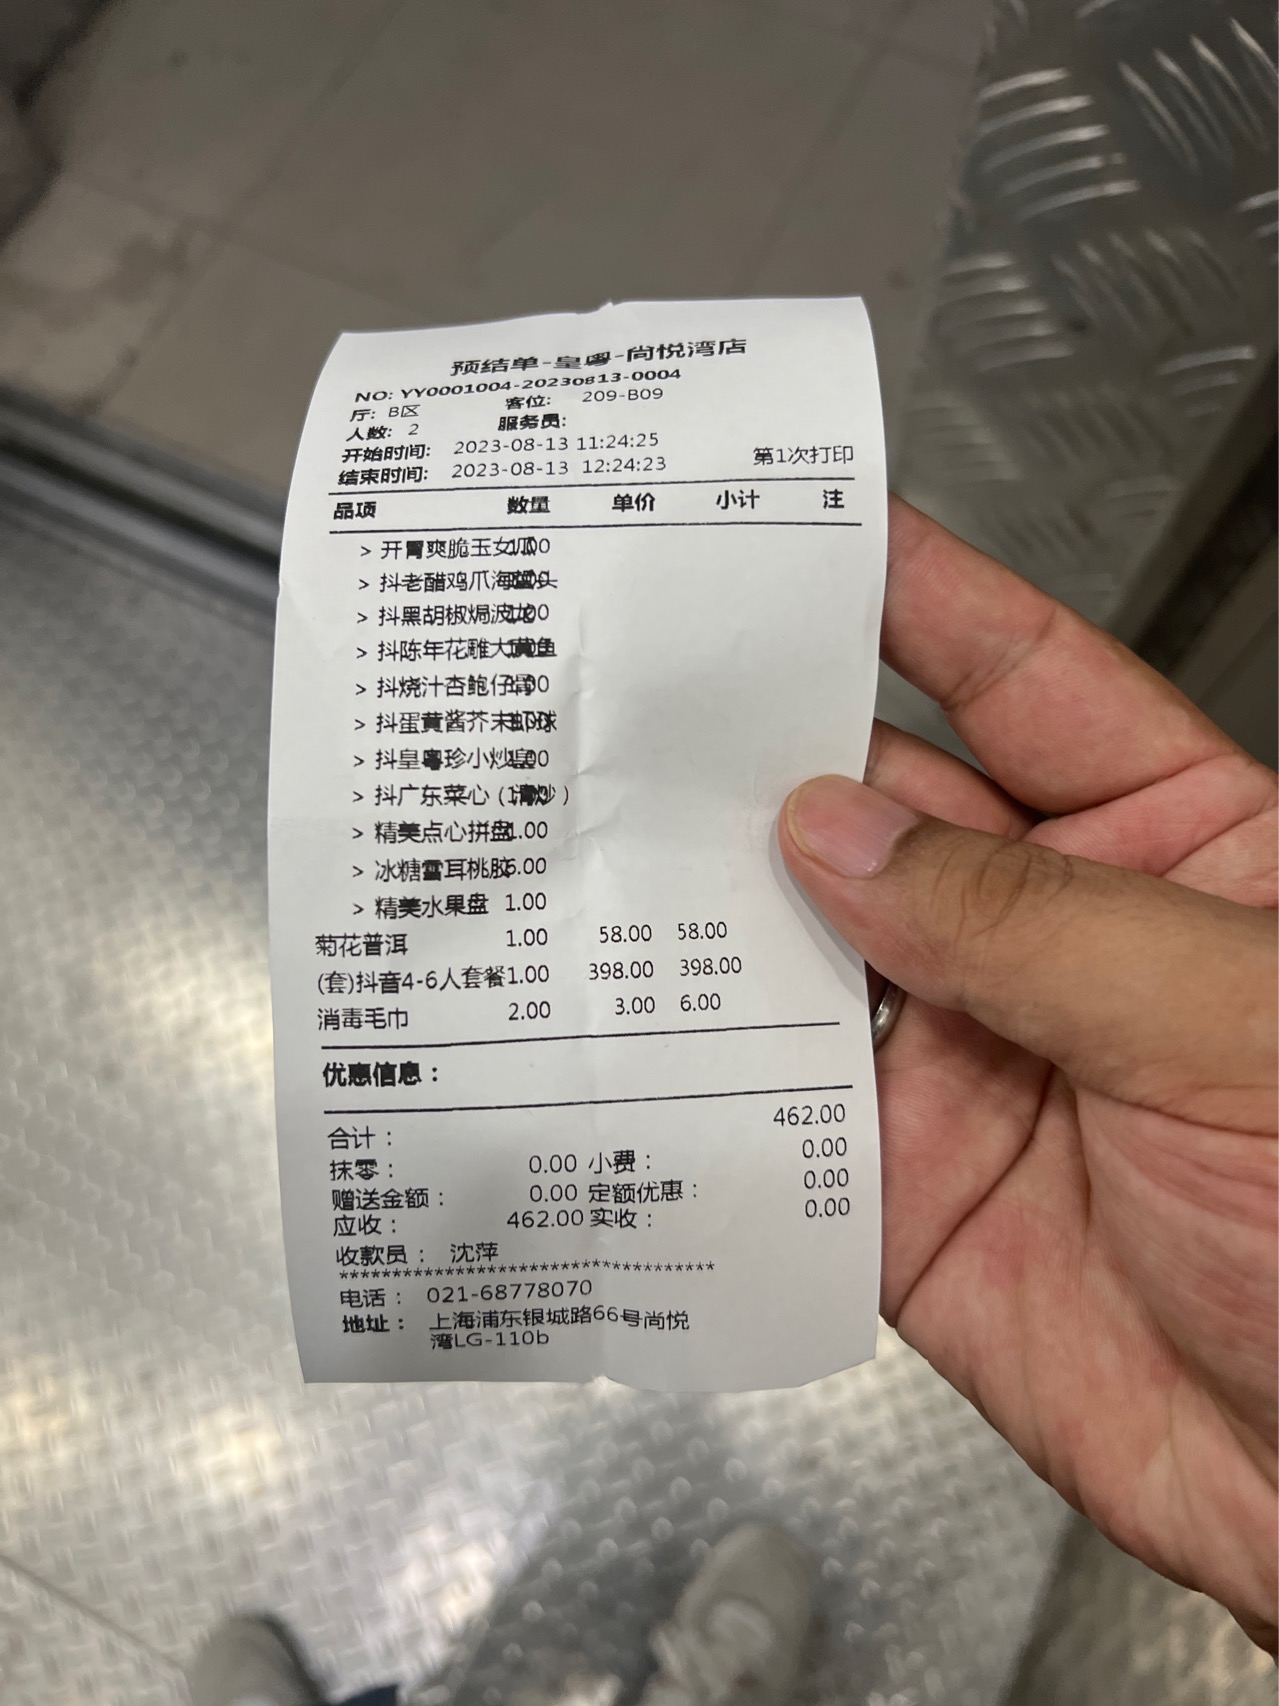 预结单-皇粤-尚悦湾店
NO: YY0001004-20230813-0004
厅: B区 客位: 209-B09
人数: 2 服务员:
开始时间: 2023-08-13 11:24:25
结束时间: 2023-08-13 12:24:23 第1次打印
品项 数量 单价 小计 注
> 开胃爽脆玉女瓜1.00
> 抖老醋鸡爪海蜇头
> 抖黑胡椒焗波龙1.00
> 抖陈年花雕大黄鱼
> 抖烧汁杏鲍仔骨
> 抖蛋黄酱芥末虾球
> 抖皇粤珍小炒皇1.00
> 抖广东菜心(清炒)
> 精美点心拼盘1.00
> 冰糖雪耳桃胶6.00
> 精美水果盘 1.00
菊花普洱 1.00 58.00 58.00
(套)抖音4-6人套餐1.00 398.00 398.00
消毒毛巾 2.00 3.00 6.00
优惠信息:
合计: 462.00
抹零: 0.00 小费: 0.00
赠送金额: 0.00 定额优惠: 0.00
应收: 462.00 实收: 0.00
收款员: 沈萍
************************************
电话: 021-68778070
地址: 上海浦东银城路66号尚悦
湾LG-110b